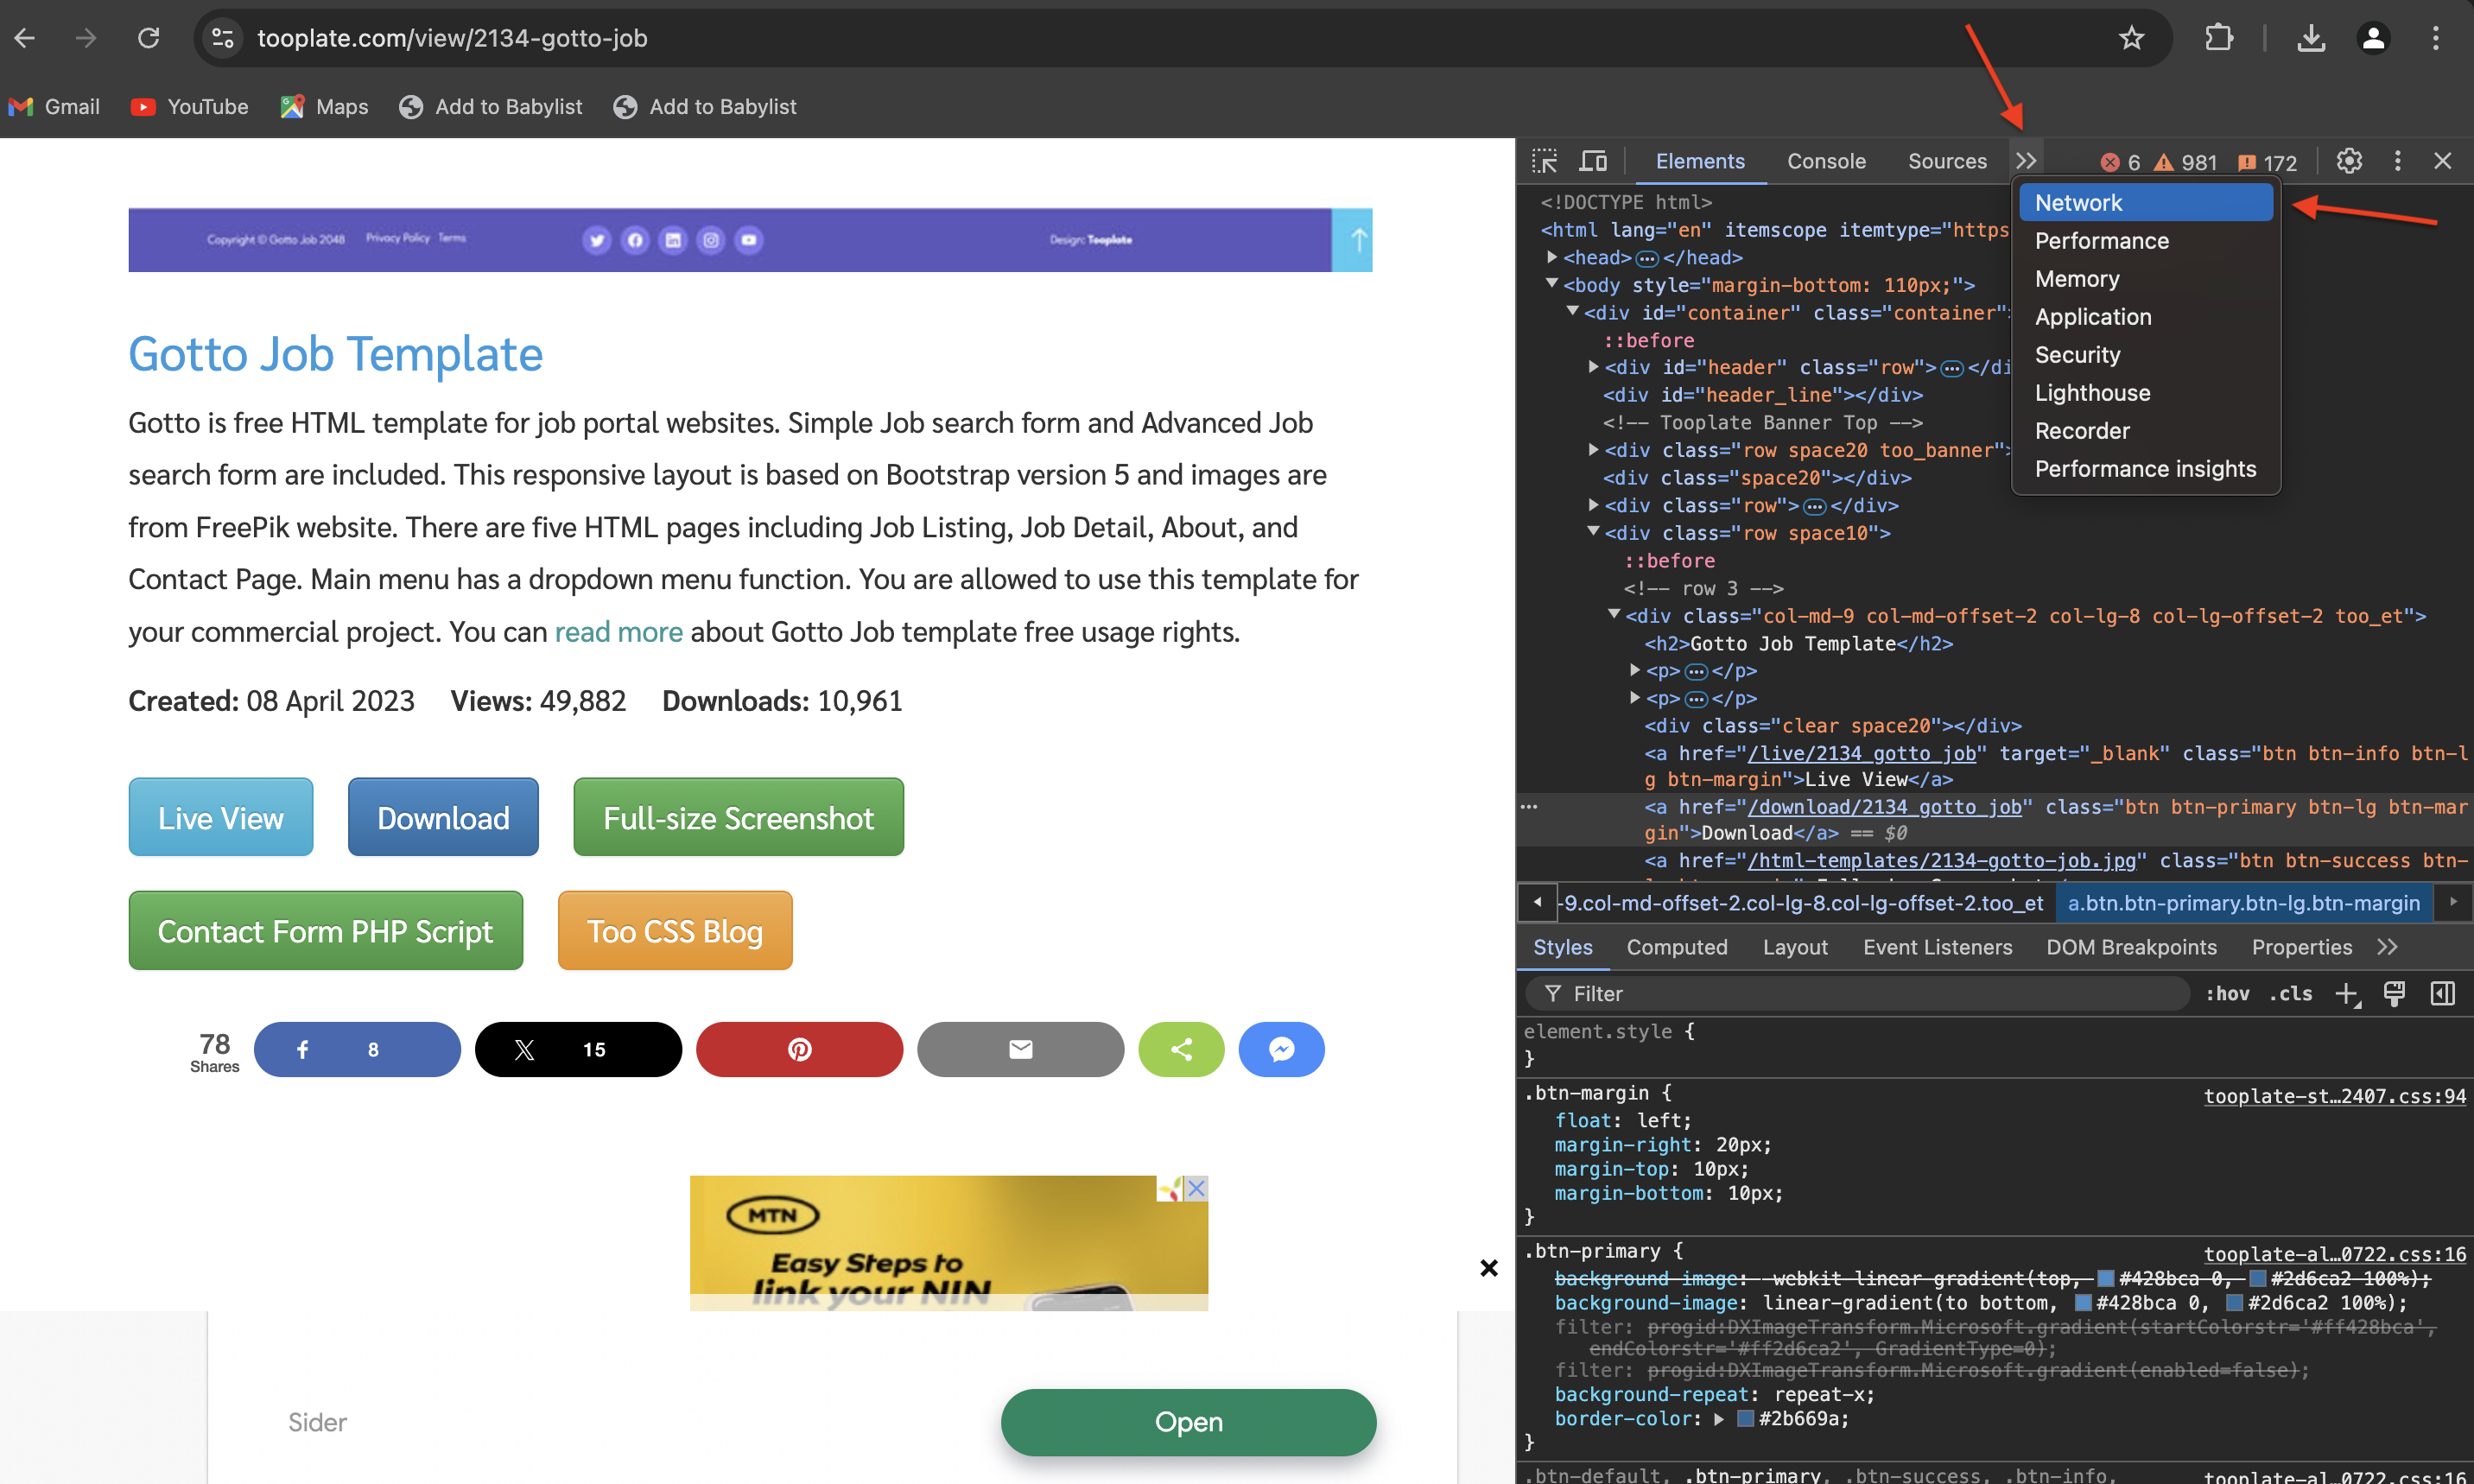 tooplate.com/view/2134-gotto-job
Gmail YouTube Maps Add to Babylist Add to Babylist
Copyright © Gotto Job 2048 Privacy Policy Terms Design: Tooplate
Gotto Job Template
Gotto is free HTML template for job portal websites. Simple Job search form and Advanced Job
search form are included. This responsive layout is based on Bootstrap version 5 and images are
from FreePik website. There are five HTML pages including Job Listing, Job Detail, About, and
Contact Page. Main menu has a dropdown menu function. You are allowed to use this template for
your commercial project. You can read more about Gotto Job template free usage rights.
Created: 08 April 2023 Views: 49,882 Downloads: 10,961
Live View Download Full-size Screenshot
Contact Form PHP Script Too CSS Blog
78
Shares
8 15
MTN
Easy Steps to
link your NIN
Sider Open
Elements Console Sources 6 981 172
Network
Performance
Memory
Application
Security
Lighthouse
Recorder
Performance insights
<!DOCTYPE html>
<html lang="en" itemscope itemtype="https
<head>…</head>
<body style="margin-bottom: 110px;">
<div id="container" class="container"
::before
<div id="header" class="row">…</di
<div id="header_line"></div>
<!-- Tooplate Banner Top -->
<div class="row space20 too_banner">
<div class="space20"></div>
<div class="row">…</div>
<div class="row space10">
::before
<!-- row 3 -->
<div class="col-md-9 col-md-offset-2 col-lg-8 col-lg-offset-2 too_et">
<h2>Gotto Job Template</h2>
<p>…</p>
<p>…</p>
<div class="clear space20"></div>
<a href="/live/2134_gotto_job" target="_blank" class="btn btn-info btn-l
g btn-margin">Live View</a>
<a href="/download/2134_gotto_job" class="btn btn-primary btn-lg btn-mar
gin">Download</a> == $0
<a href="/html-templates/2134-gotto-job.jpg" class="btn btn-success btn-
-9.col-md-offset-2.col-lg-8.col-lg-offset-2.too_et a.btn.btn-primary.btn-lg.btn-margin
Styles Computed Layout Event Listeners DOM Breakpoints Properties
Filter :hov .cls
element.style {
}
.btn-margin { tooplate-st…2407.css:94
float: left;
margin-right: 20px;
margin-top: 10px;
margin-bottom: 10px;
}
.btn-primary { tooplate-al…0722.css:16
background-image: -webkit-linear-gradient(top, #428bca 0, #2d6ca2 100%);
background-image: linear-gradient(to bottom, #428bca 0, #2d6ca2 100%);
filter: progid:DXImageTransform.Microsoft.gradient(startColorstr='#ff428bca',
endColorstr='#ff2d6ca2', GradientType=0);
filter: progid:DXImageTransform.Microsoft.gradient(enabled=false);
background-repeat: repeat-x;
border-color: #2b669a;
}
.btn-default, .btn-primary, .btn-success, .btn-info, tooplate-al…0722.css:16